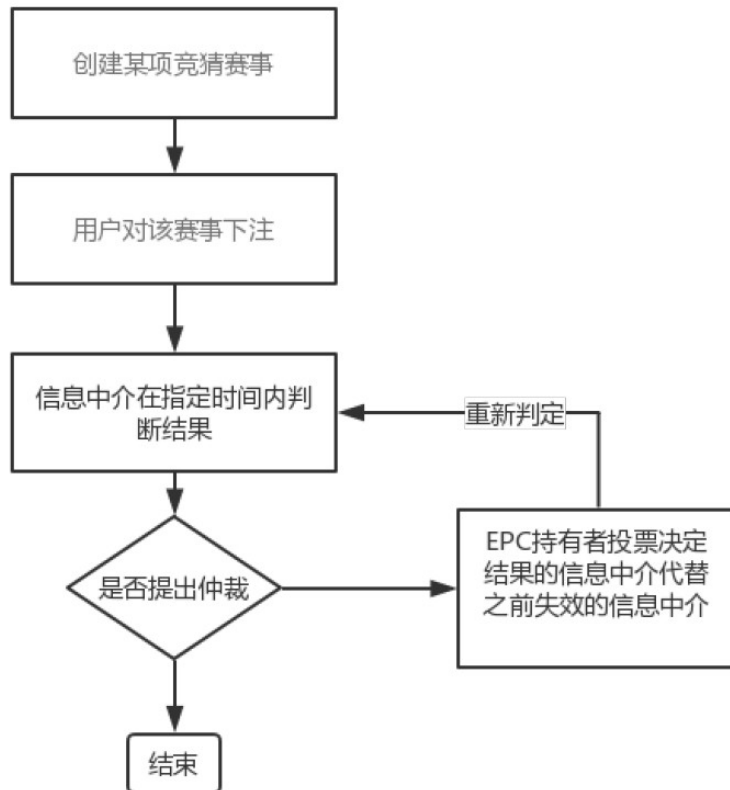 创建某项竞猜赛事
用户对该赛事下注
信息中介在指定时间内判
断结果
重新判定
EPC持有者投票决定
结果的信息中介代替
之前失效的信息中介
是否提出仲裁
结束